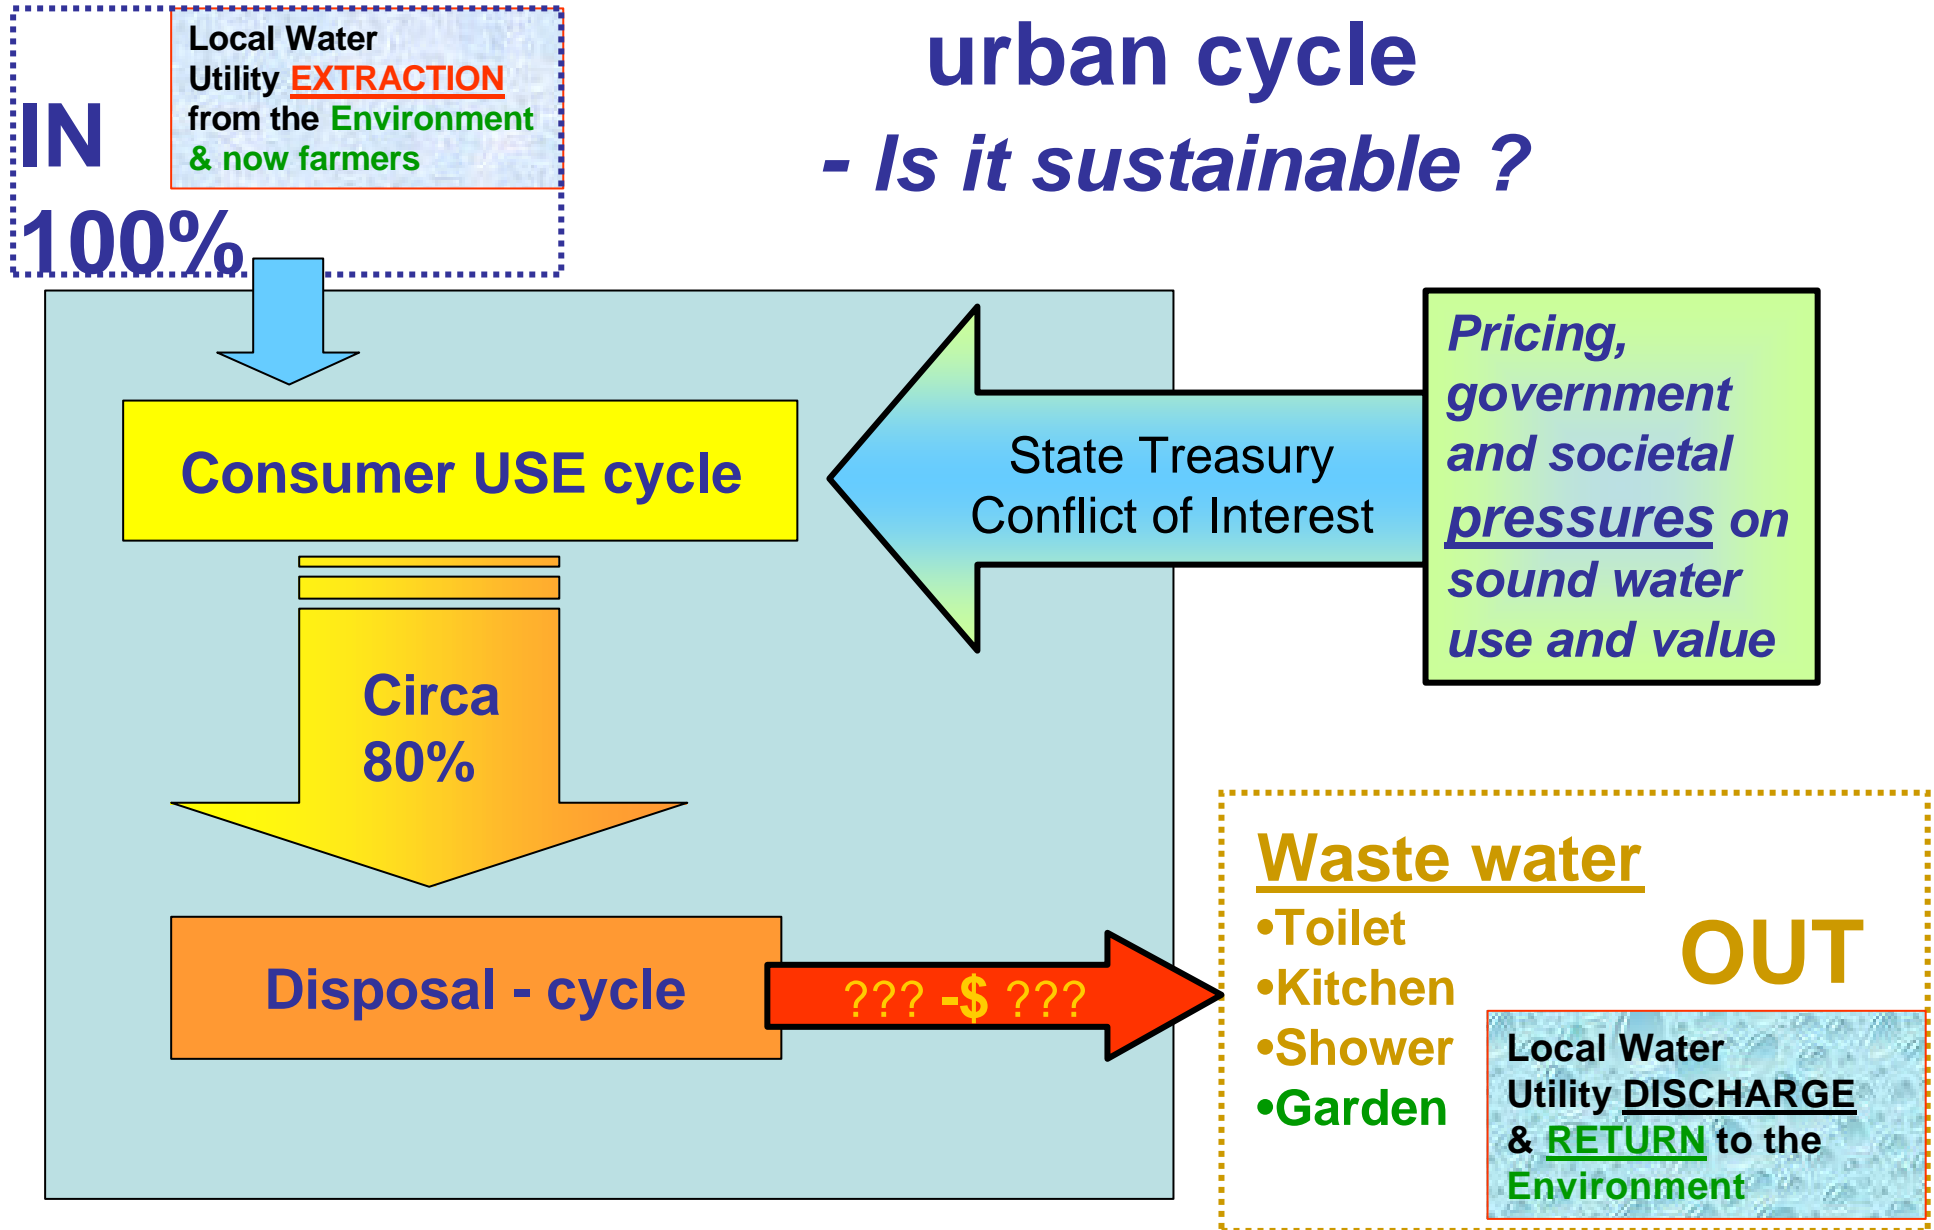 urban cycle
- Is it sustainable ?
IN
100%
Local Water
Utility EXTRACTION
from the Environment
& now farmers
Consumer USE cycle
State Treasury
Conflict of Interest
Pricing,
government
and societal
pressures on
sound water
use and value
Circa
80%
Disposal - cycle
??? -$ ???
Waste water
•Toilet
•Kitchen
•Shower
•Garden
OUT
Local Water
Utility DISCHARGE
& RETURN to the
Environment